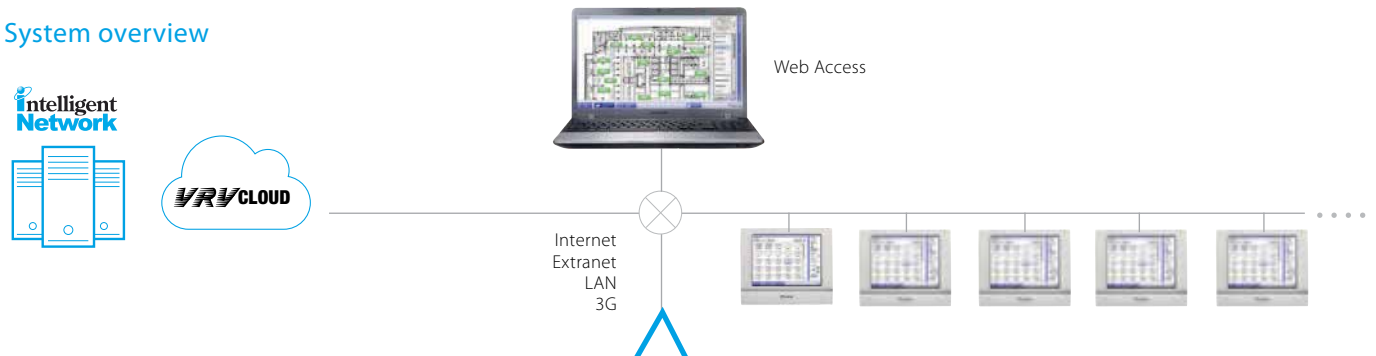 System overview
intelligent
Network
VRV CLOUD
Web Access
Internet
Extranet
LAN
3G